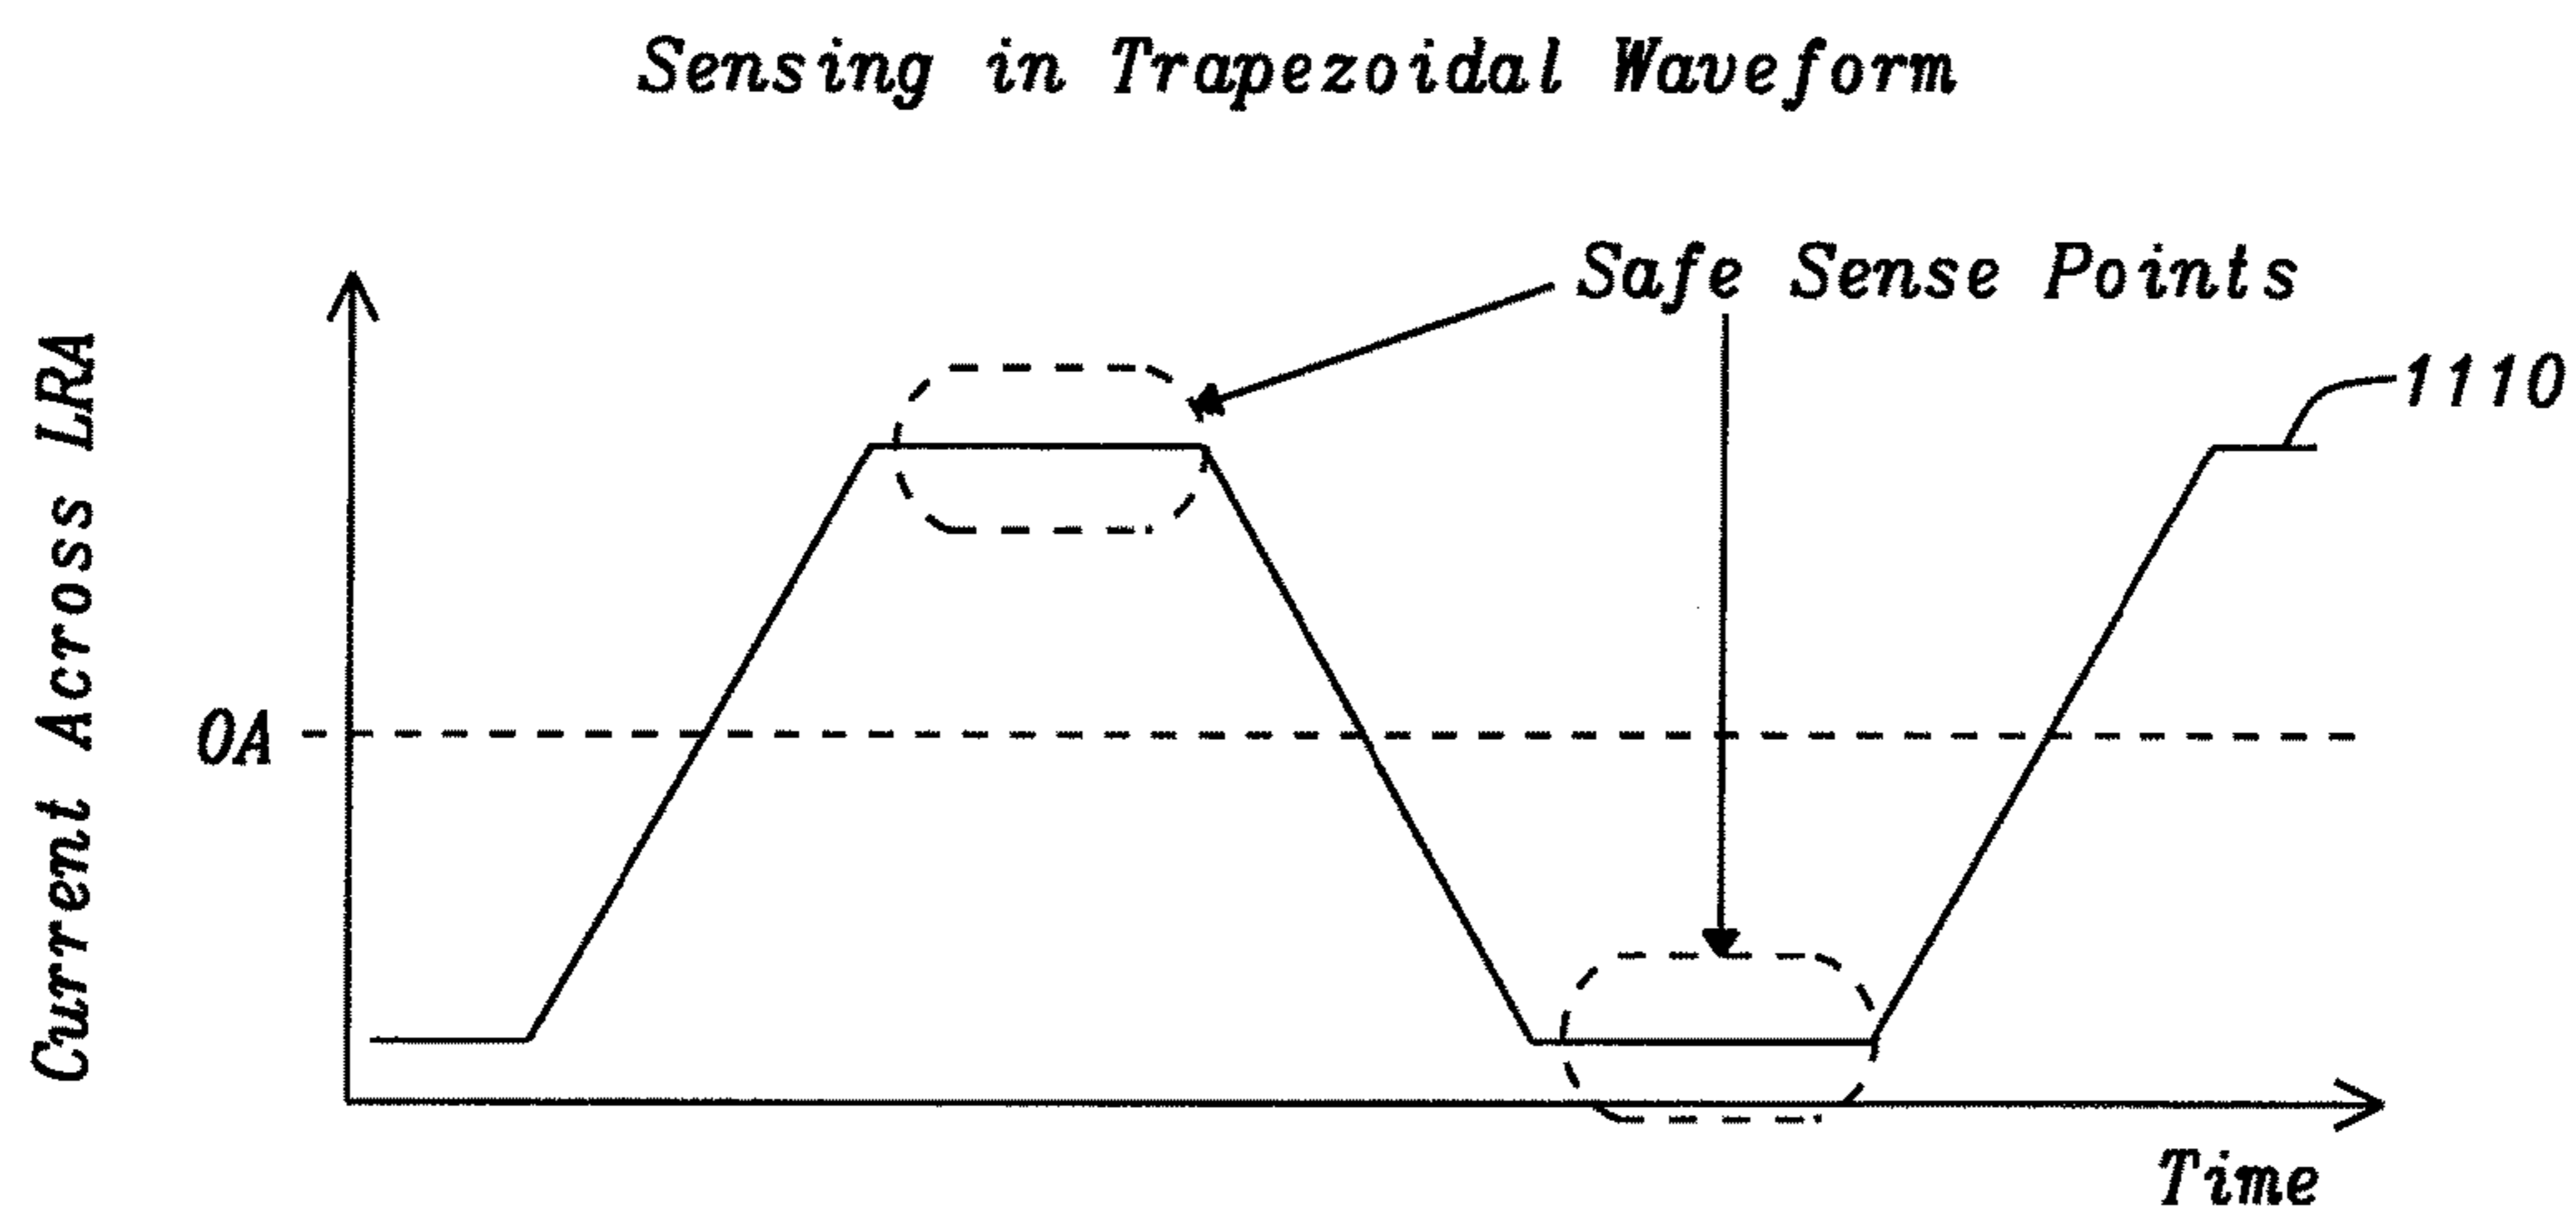 Sensing in Trapezoidal Waveform
Safe Sense Points
1110
Current Across LRA
0A
Time